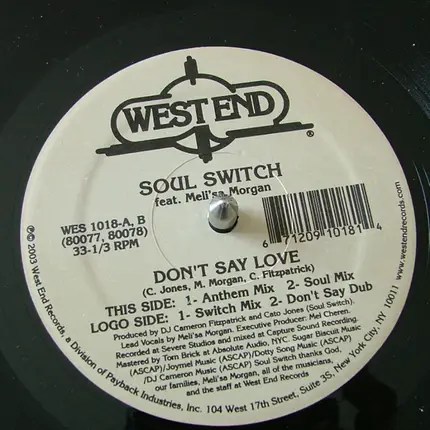 WEST END
®
SOUL SWITCH
feat. Meli'sa Morgan
WES 1018-A, B
(80077, 80078)
33-1/3 RPM
6 71209 10181 4
DON'T SAY LOVE
(C. Jones, M. Morgan, C. Fitzpatrick)
THIS SIDE: 1- Anthem Mix 2- Soul Mix
LOGO SIDE: 1- Switch Mix 2- Don't Say Dub
Produced by DJ Cameron Fitzpatrick and Cato Jones (Soul Switch).
Lead Vocals by Meli'sa Morgan. Executive Producer: Mel Cheren.
Recorded at Severe Studios and mixed at Capture Sound Recording.
Mastered by Tom Brick at Absolute Audio, NYC. Sugar Biscuit Music
(ASCAP)/Joymel Music (ASCAP)/Dotty Song Music (ASCAP)
/DJ Cameron Music (ASCAP) Soul Switch thanks God,
our families, Meli'sa Morgan, all of the musicians,
and the staff at West End Records
℗© 2003 West End Records, a Division of Payback Industries, Inc. 104 West 17th Street, Suite 3S, New York City, NY 10011 • www.westendrecords.com